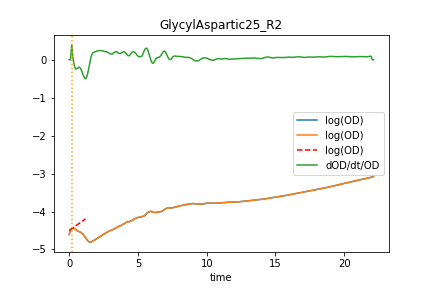 GlycylAspartic25_R2
0
−1
−2
−3
−4
−5
log(OD)
log(OD)
log(OD)
dOD/dt/OD
0 5 10 15 20
time